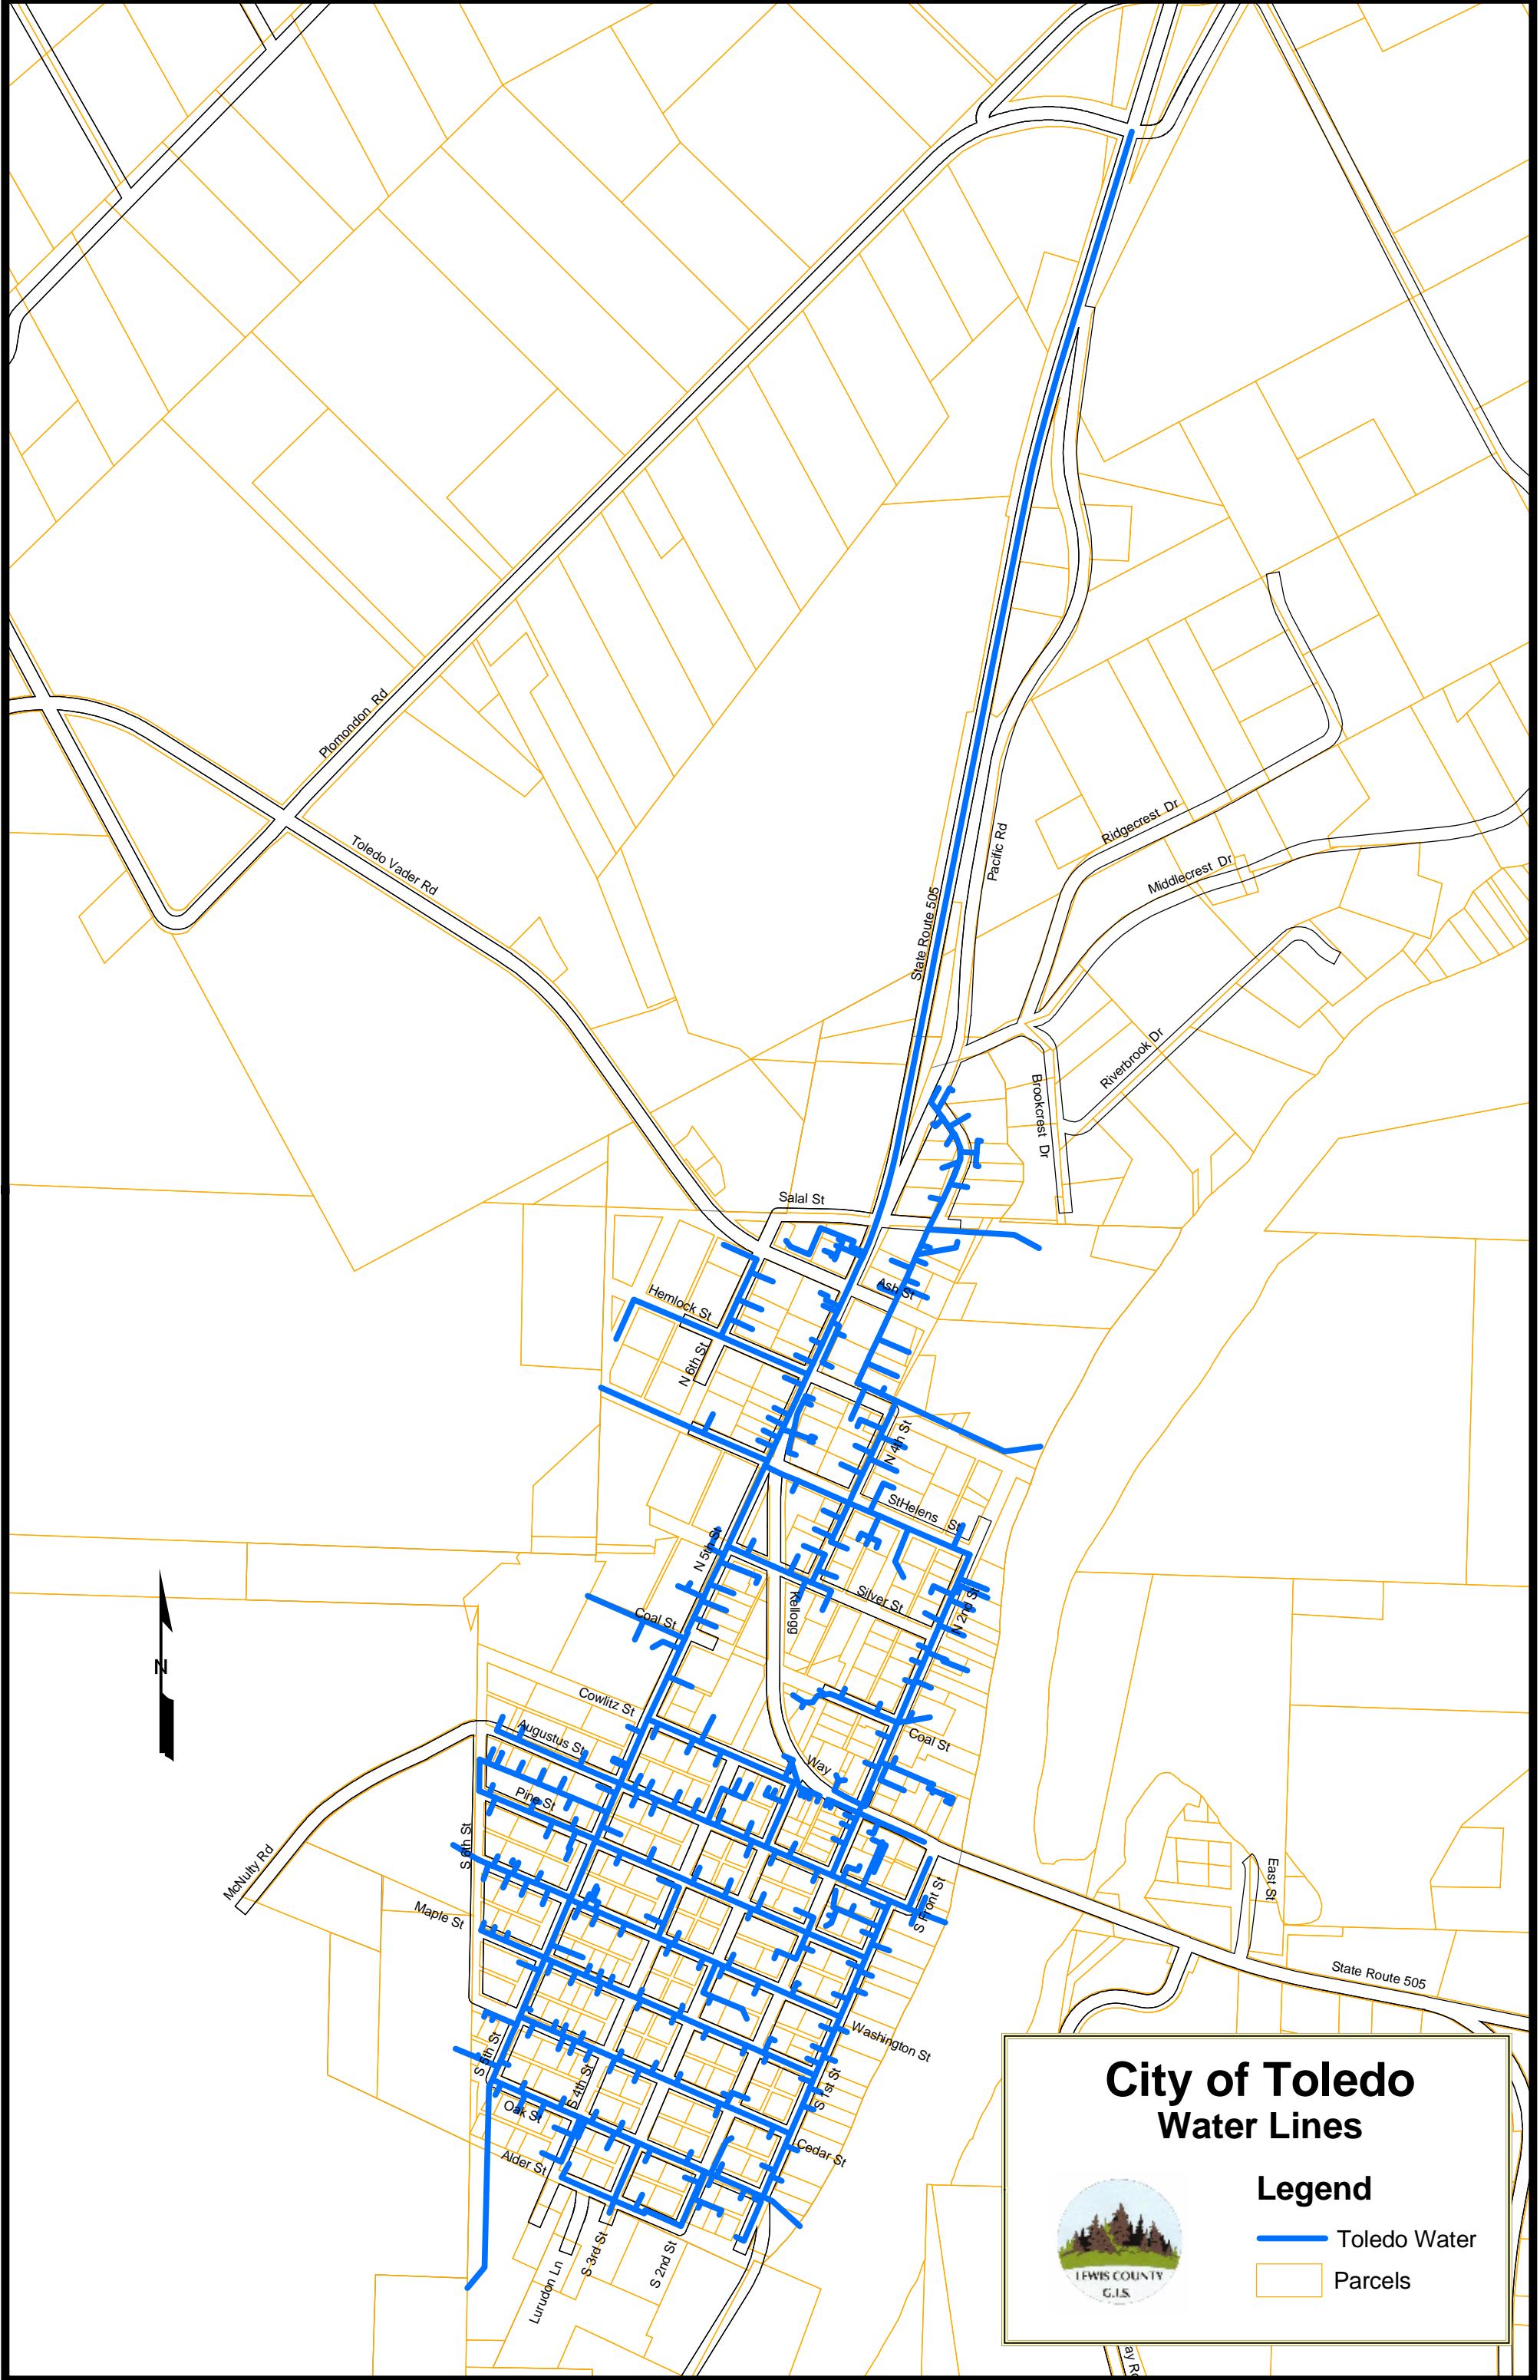 Plomondon Rd
Toledo Vader Rd
State Route 505
Pacific Rd
Ridgecrest Dr
Middlecrest Dr
Riverbrook Dr
Brookcrest Dr
Salal St
Ash St
Hemlock St
N 6th St
N 4th St
StHelens St
N 5th St
Silver St
Kellogg
N 2nd St
Coal St
Cowlitz St
Augustus St
Coal St
Way
Pine St
S 6th St
McNulty Rd
Maple St
S Front St
East St
State Route 505
Washington St
S 5th St
S 4th St
S 1st St
Oak St
Alder St
Cedar St
S 3rd St
S 2nd St
Lurudon Ln
N
City of Toledo
Water Lines
Legend
Toledo Water
Parcels
LEWIS COUNTY
G.I.S.